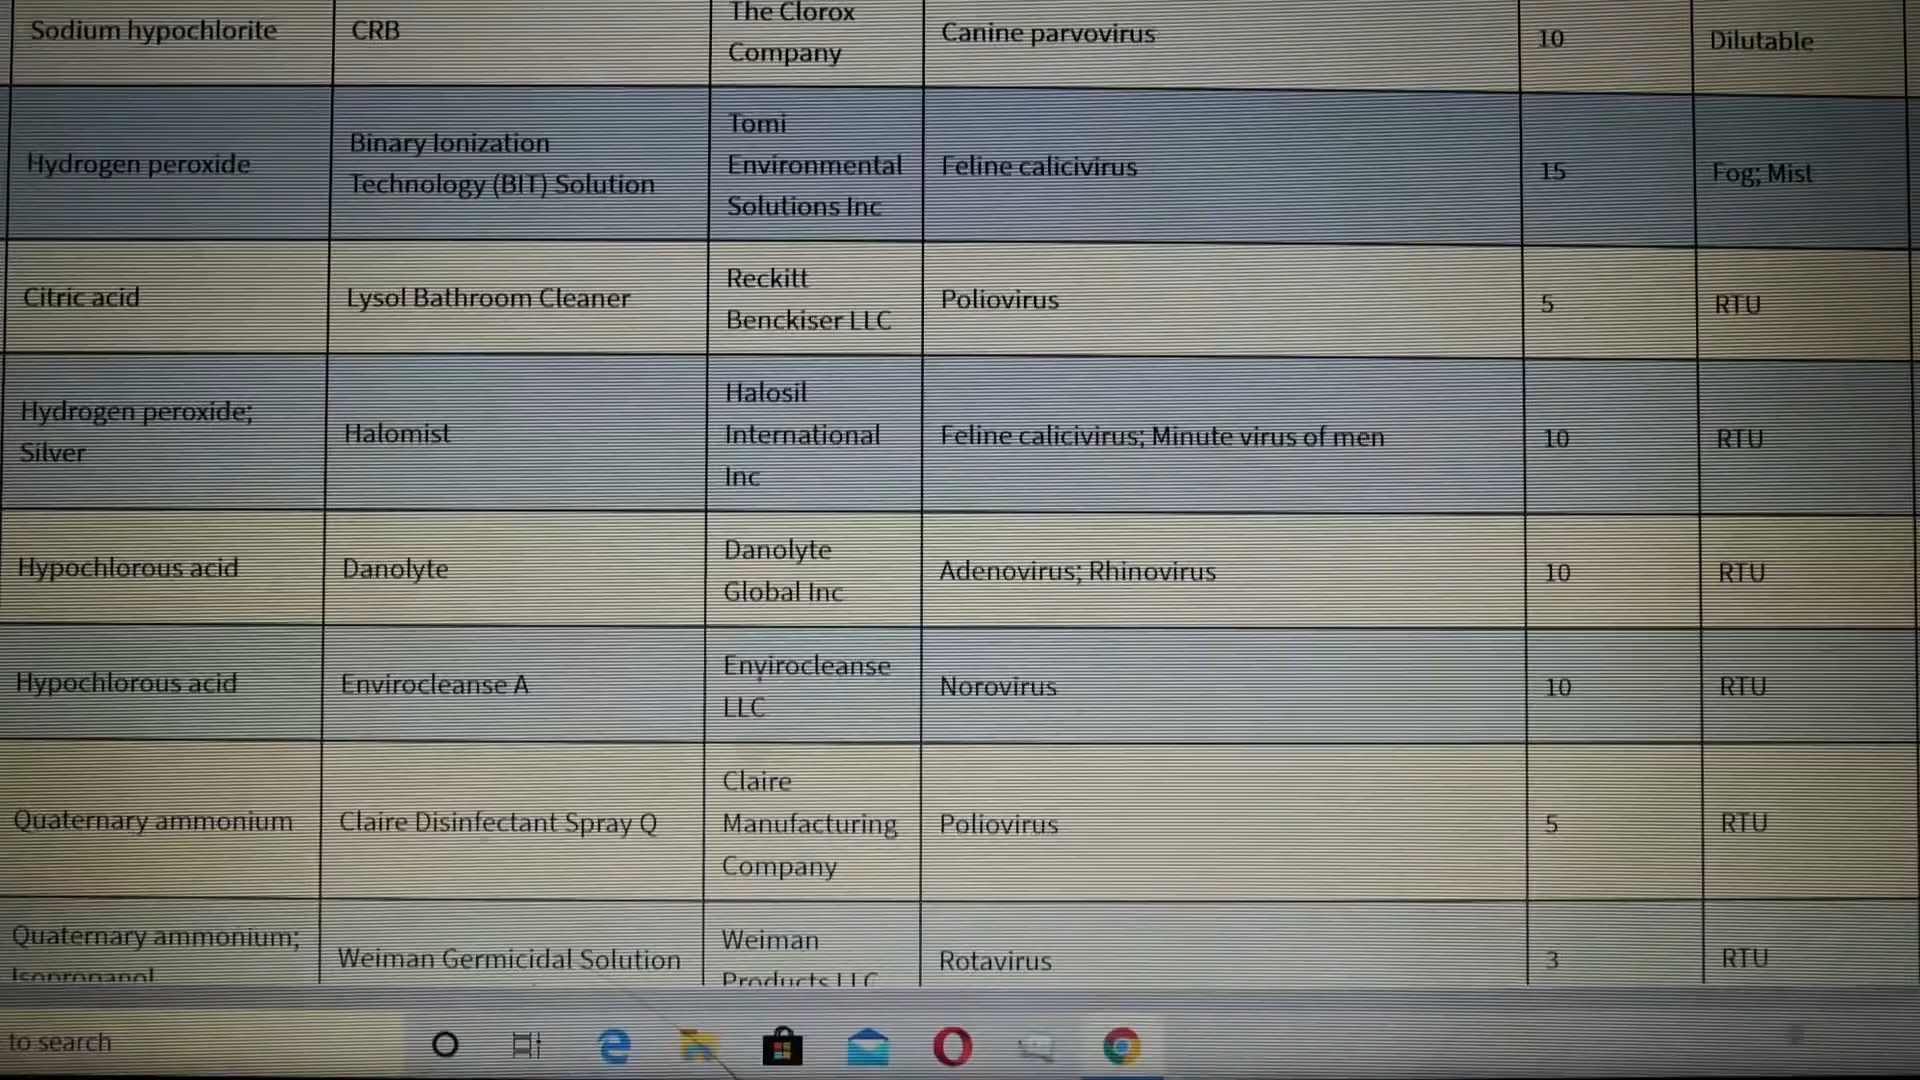 Sodium hypochlorite
CRB
The Clorox
Company
Canine parvovirus
10
Dilutable
Hydrogen peroxide
Binary Ionization
Technology (BIT) Solution
Tomi
Environmental
Solutions Inc
Feline calicivirus
15
Fog; Mist
Citric acid
Lysol Bathroom Cleaner
Reckitt
Benckiser LLC
Poliovirus
5
RTU
Hydrogen peroxide;
Silver
Halomist
Halosil
International
Inc
Feline calicivirus; Minute virus of men
10
RTU
Hypochlorous acid
Danolyte
Danolyte
Global Inc
Adenovirus; Rhinovirus
10
RTU
Hypochlorous acid
Envirocleanse A
Envirocleanse
LLC
Norovirus
10
RTU
Quaternary ammonium
Claire Disinfectant Spray Q
Claire
Manufacturing
Company
Poliovirus
5
RTU
Quaternary ammonium;
Isopropanol
Weiman Germicidal Solution
Weiman
Products LLC
Rotavirus
3
RTU
to search